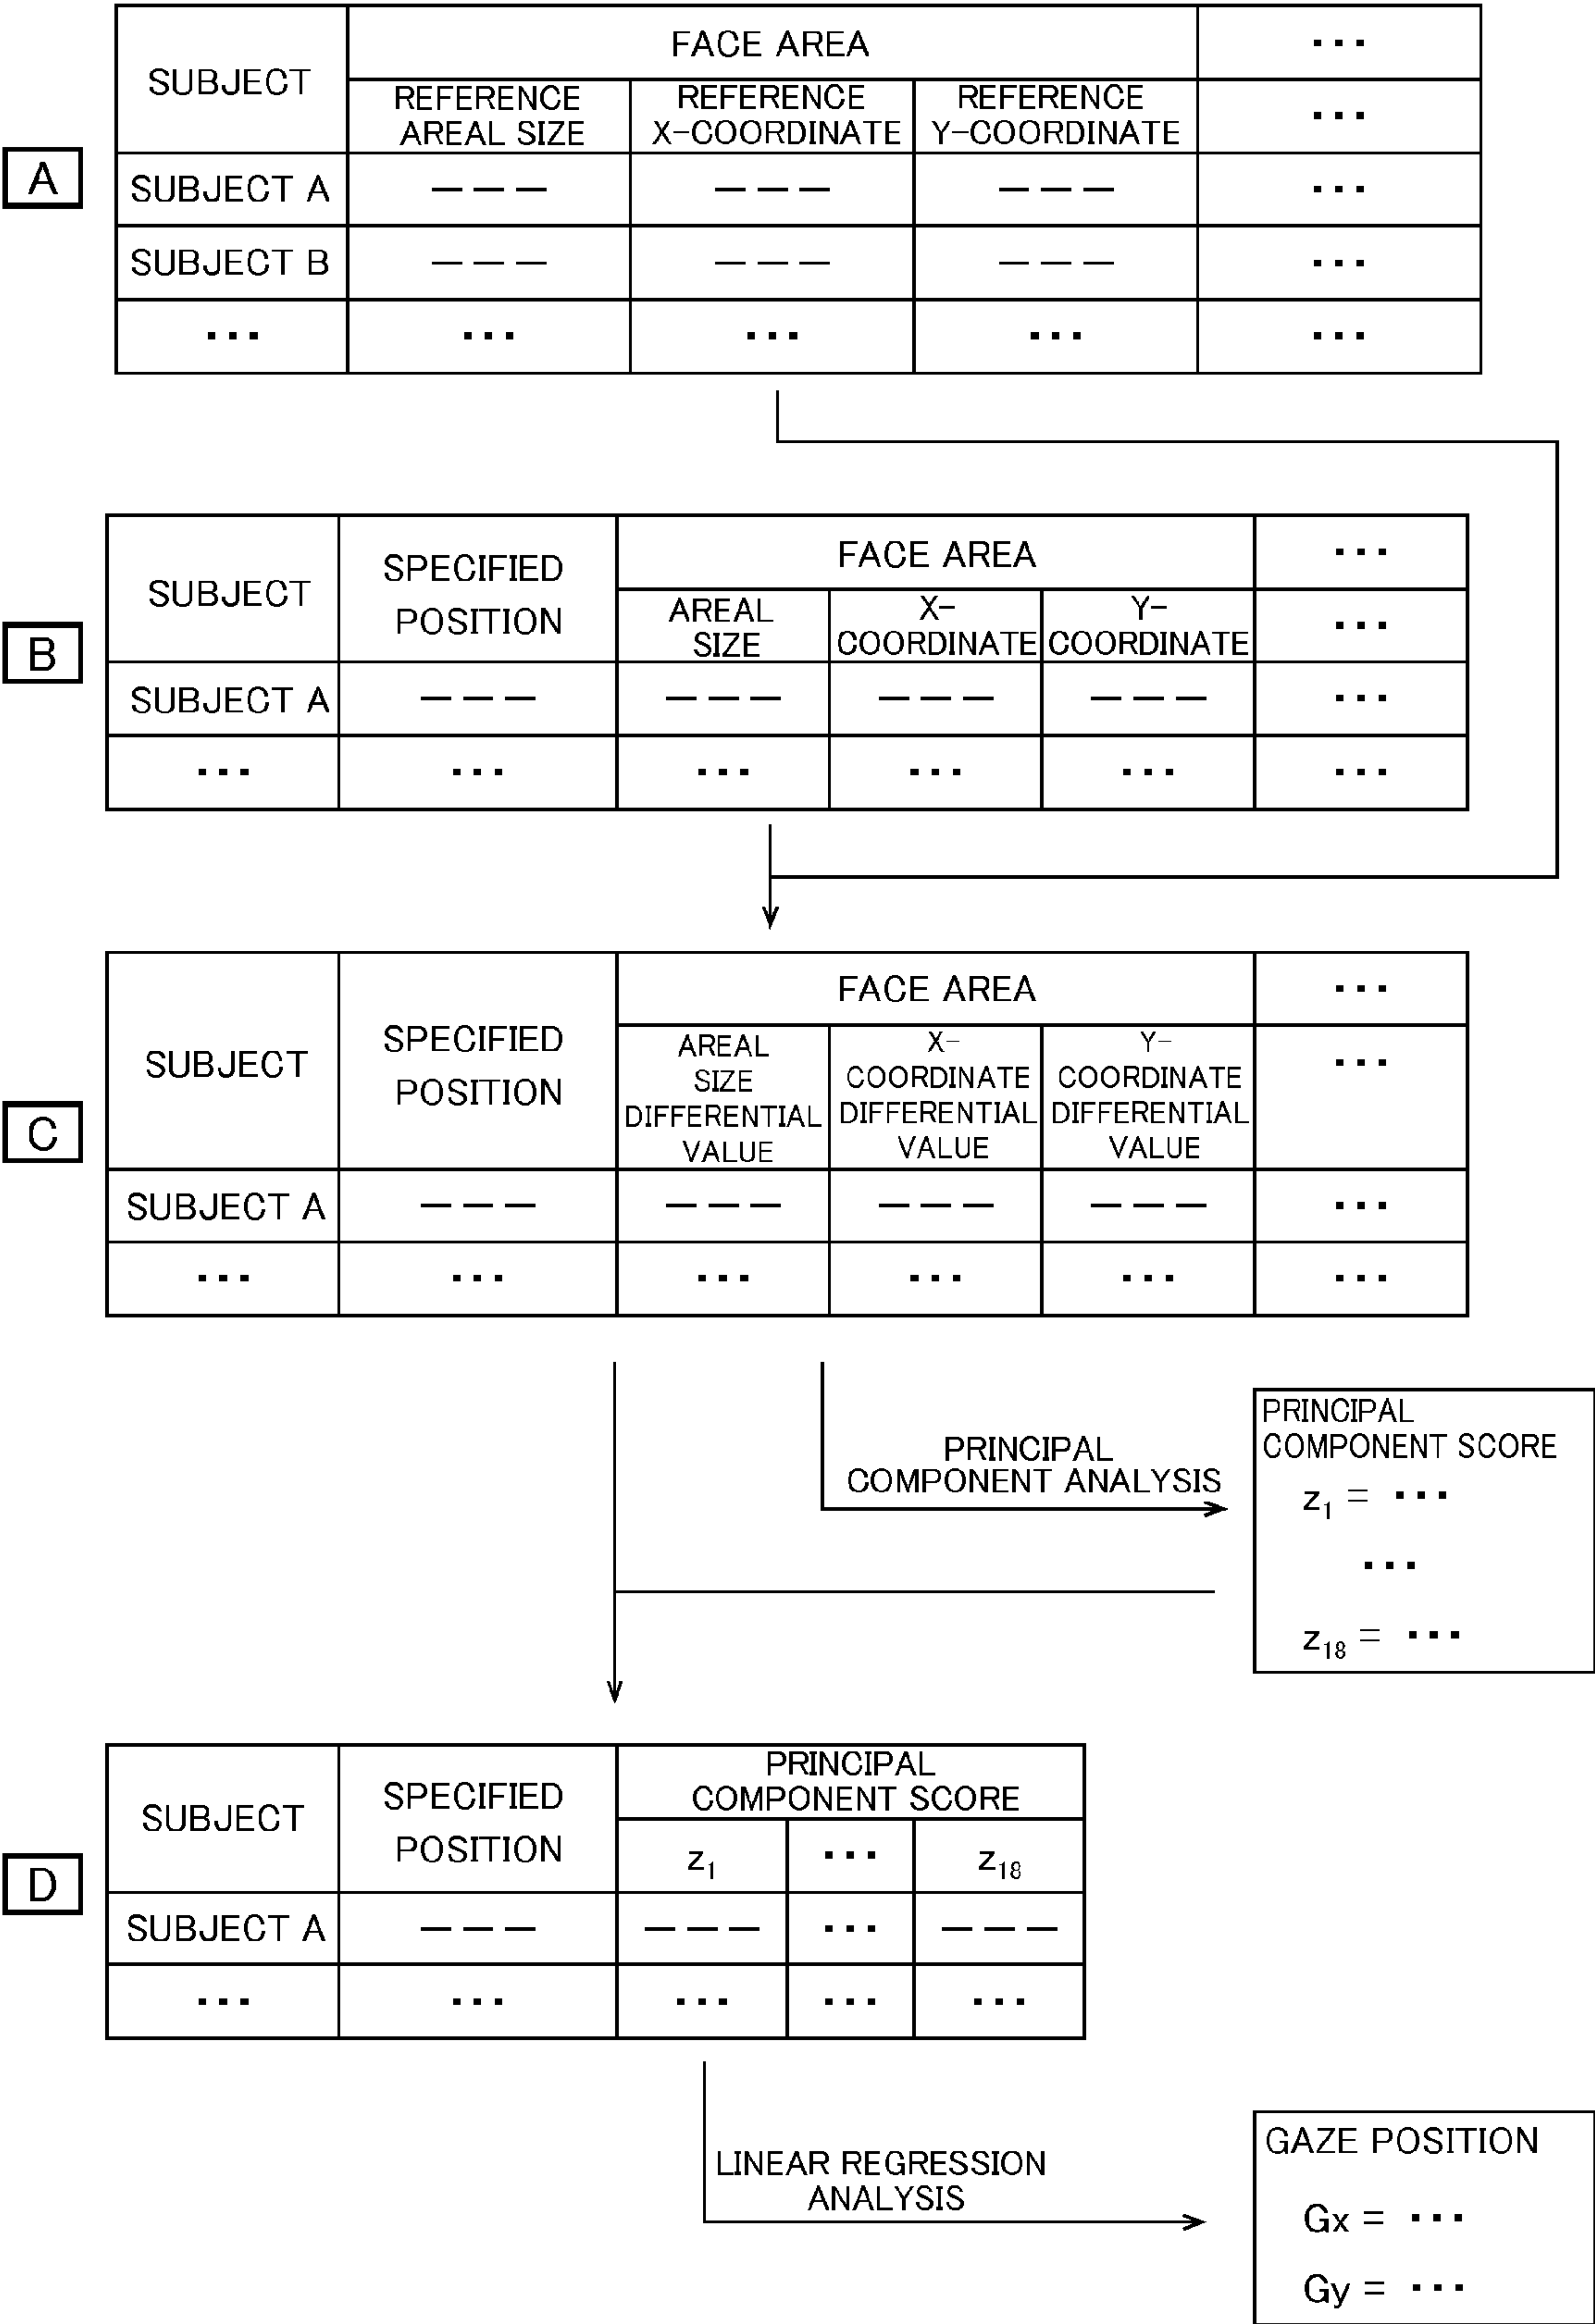 A
SUBJECT
FACE AREA
...
REFERENCE
AREAL SIZE
REFERENCE
X-COORDINATE
REFERENCE
Y-COORDINATE
...
SUBJECT A
---
---
---
...
SUBJECT B
---
---
---
...
...
...
...
...
...
B
SUBJECT
SPECIFIED
POSITION
FACE AREA
...
AREAL
SIZE
X-
COORDINATE
Y-
COORDINATE
...
SUBJECT A
---
---
---
---
...
...
...
...
...
...
...
C
SUBJECT
SPECIFIED
POSITION
FACE AREA
...
AREAL
SIZE
DIFFERENTIAL
VALUE
X-
COORDINATE
DIFFERENTIAL
VALUE
Y-
COORDINATE
DIFFERENTIAL
VALUE
...
SUBJECT A
---
---
---
---
...
...
...
...
...
...
...
PRINCIPAL
COMPONENT ANALYSIS
PRINCIPAL
COMPONENT SCORE
z₁ = ...
...
z₁₈ = ...
D
SUBJECT
SPECIFIED
POSITION
PRINCIPAL
COMPONENT SCORE
z₁
...
z₁₈
SUBJECT A
---
---
...
---
...
...
...
...
...
LINEAR REGRESSION
ANALYSIS
GAZE POSITION
Gx = ...
Gy = ...